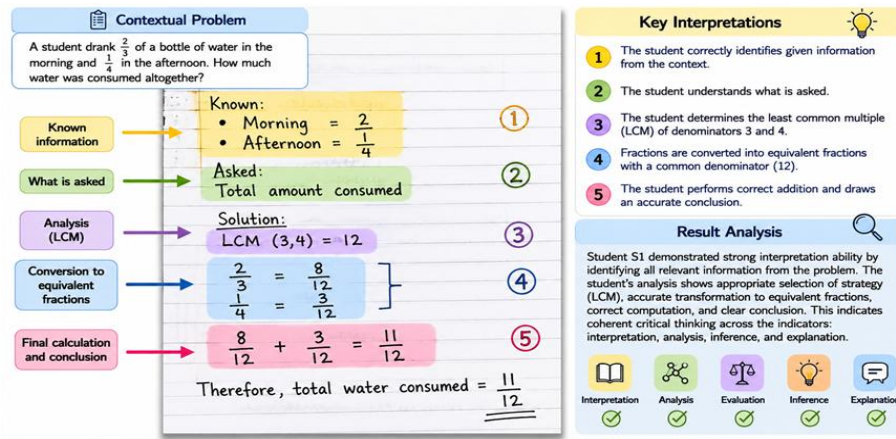 Contextual Problem
A student drank 2/3 of a bottle of water in the
morning and 1/4 in the afternoon. How much
water was consumed altogether?
Known
information
What is asked
Analysis
(LCM)
Conversion to
equivalent
fractions
Final calculation
and conclusion
Known:
• Morning = 2
• Afternoon = 1/4
①
Asked:
Total amount consumed
②
Solution:
LCM (3,4) = 12
③
2/3 = 8/12
1/4 = 3/12
④
8/12 + 3/12 = 11/12
⑤
Therefore, total water consumed = 11/12
Key Interpretations
1 The student correctly identifies given information
from the context.
2 The student understands what is asked.
3 The student determines the least common multiple
(LCM) of denominators 3 and 4.
4 Fractions are converted into equivalent fractions
with a common denominator (12).
5 The student performs correct addition and draws
an accurate conclusion.
Result Analysis
Student S1 demonstrated strong interpretation ability by
identifying all relevant information from the problem. The
student's analysis shows appropriate selection of strategy
(LCM), accurate transformation to equivalent fractions,
correct computation, and clear conclusion. This indicates
coherent critical thinking across the indicators:
interpretation, analysis, inference, and explanation.
Interpretation Analysis Evaluation Inference Explanation